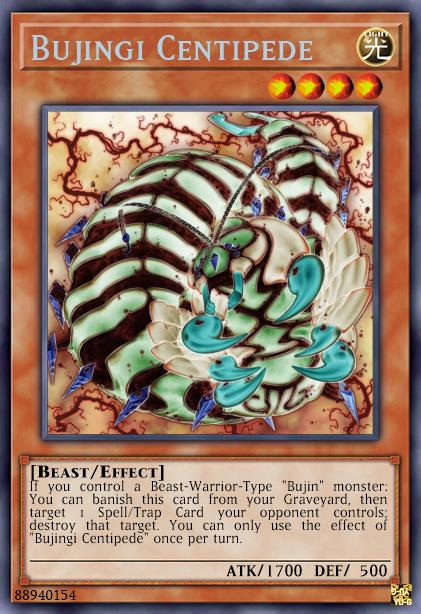 BUJINGI CENTIPEDE
LIGHT
光
[BEAST/EFFECT]
If you control a Beast-Warrior-Type "Bujin" monster:
You can banish this card from your Graveyard, then
target 1 Spell/Trap Card your opponent controls;
destroy that target. You can only use the effect of
"Bujingi Centipede" once per turn.
ATK/1700 DEF/ 500
88940154